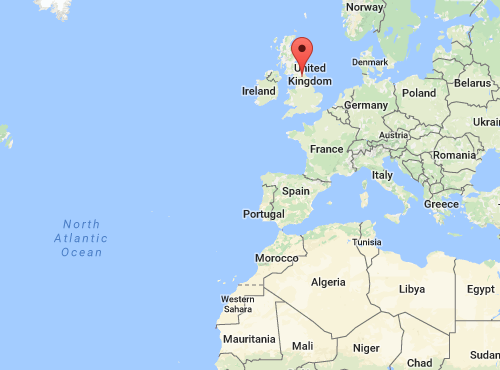 Norway
United
Kingdom
Denmark
Ireland
Belarus
Poland
Germany
Ukrai
Austria
France
Romania
Italy
Spain
Greece
Portugal
North
Atlantic
Ocean
Tunisia
Morocco
Algeria
Libya
Egypt
Western
Sahara
Mauritania
Mali
Niger
Chad
Sudan